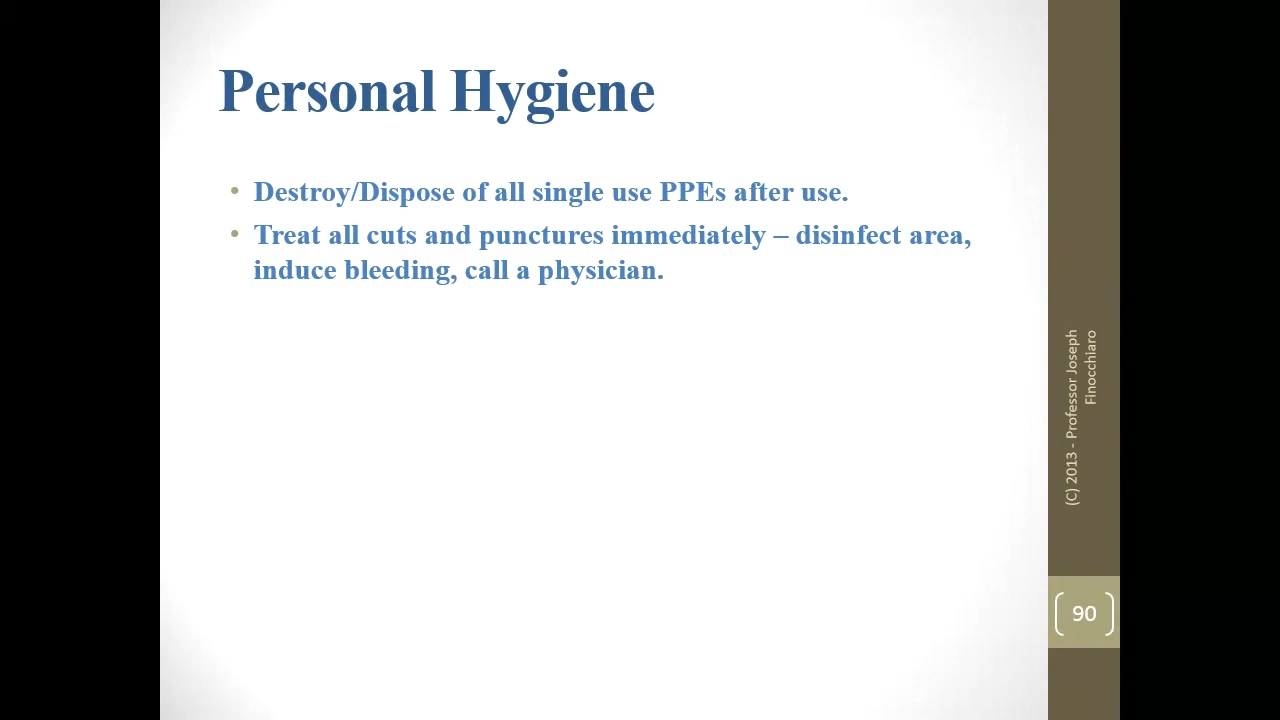 Personal Hygiene
• Destroy/Dispose of all single use PPEs after use.
• Treat all cuts and punctures immediately – disinfect area,
induce bleeding, call a physician.
(C) 2013 - Professor Joseph
Finocchiaro
90